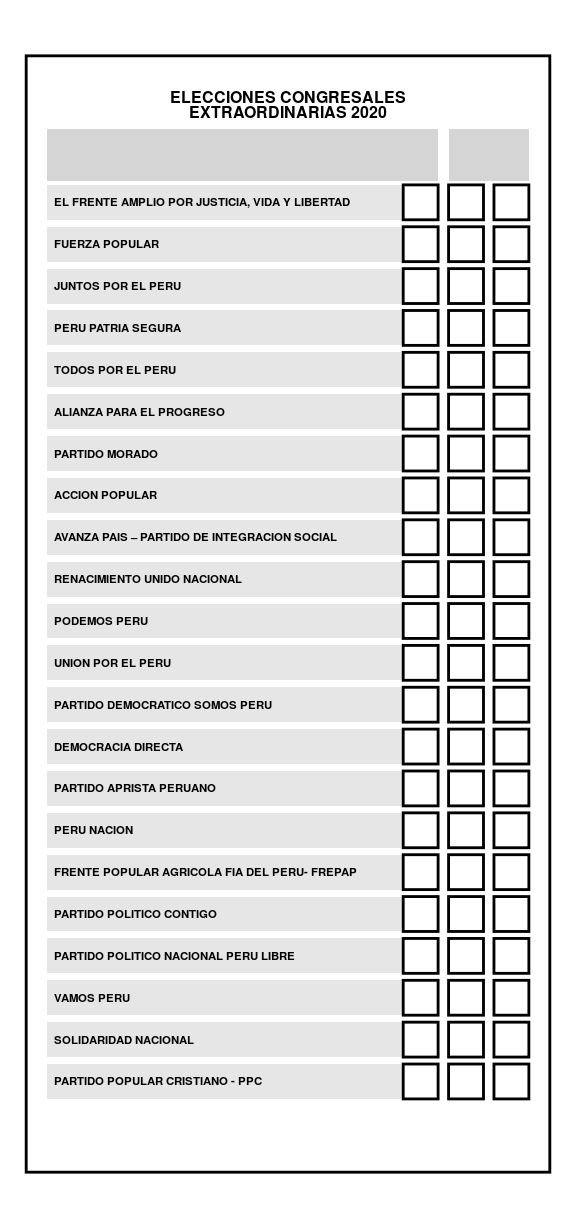 ELECCIONES CONGRESALES
EXTRAORDINARIAS 2020
EL FRENTE AMPLIO POR JUSTICIA, VIDA Y LIBERTAD
FUERZA POPULAR
JUNTOS POR EL PERU
PERU PATRIA SEGURA
TODOS POR EL PERU
ALIANZA PARA EL PROGRESO
PARTIDO MORADO
ACCION POPULAR
AVANZA PAIS – PARTIDO DE INTEGRACION SOCIAL
RENACIMIENTO UNIDO NACIONAL
PODEMOS PERU
UNION POR EL PERU
PARTIDO DEMOCRATICO SOMOS PERU
DEMOCRACIA DIRECTA
PARTIDO APRISTA PERUANO
PERU NACION
FRENTE POPULAR AGRICOLA FIA DEL PERU- FREPAP
PARTIDO POLITICO CONTIGO
PARTIDO POLITICO NACIONAL PERU LIBRE
VAMOS PERU
SOLIDARIDAD NACIONAL
PARTIDO POPULAR CRISTIANO - PPC